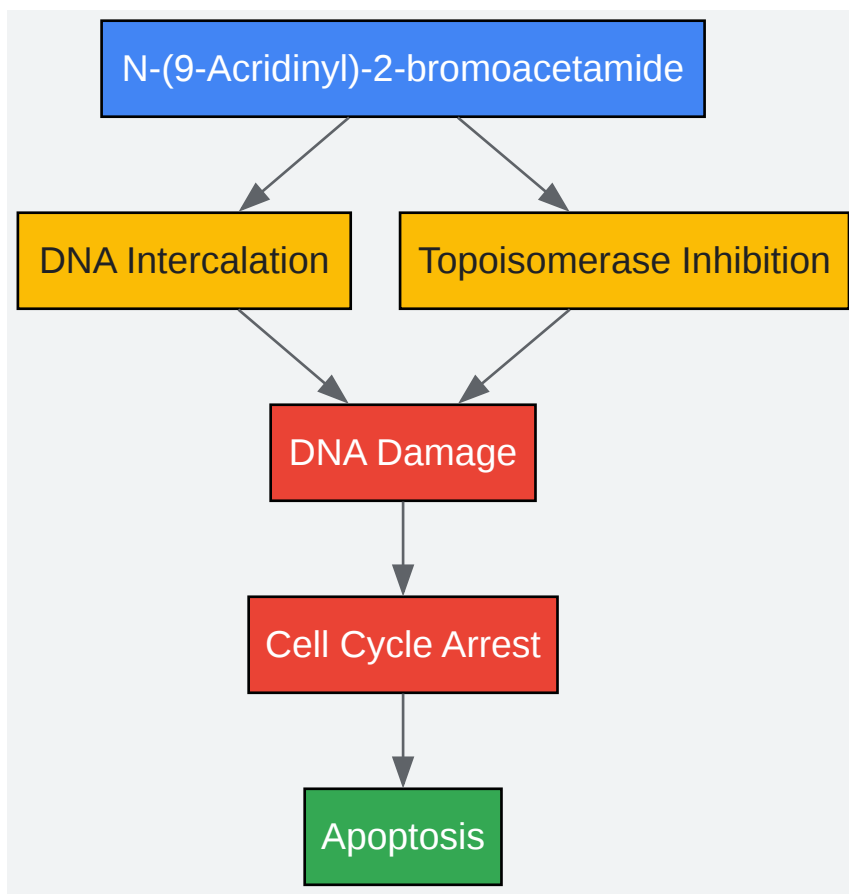 N-(9-Acridinyl)-2-bromoacetamide
DNA Intercalation
Topoisomerase Inhibition
DNA Damage
Cell Cycle Arrest
Apoptosis